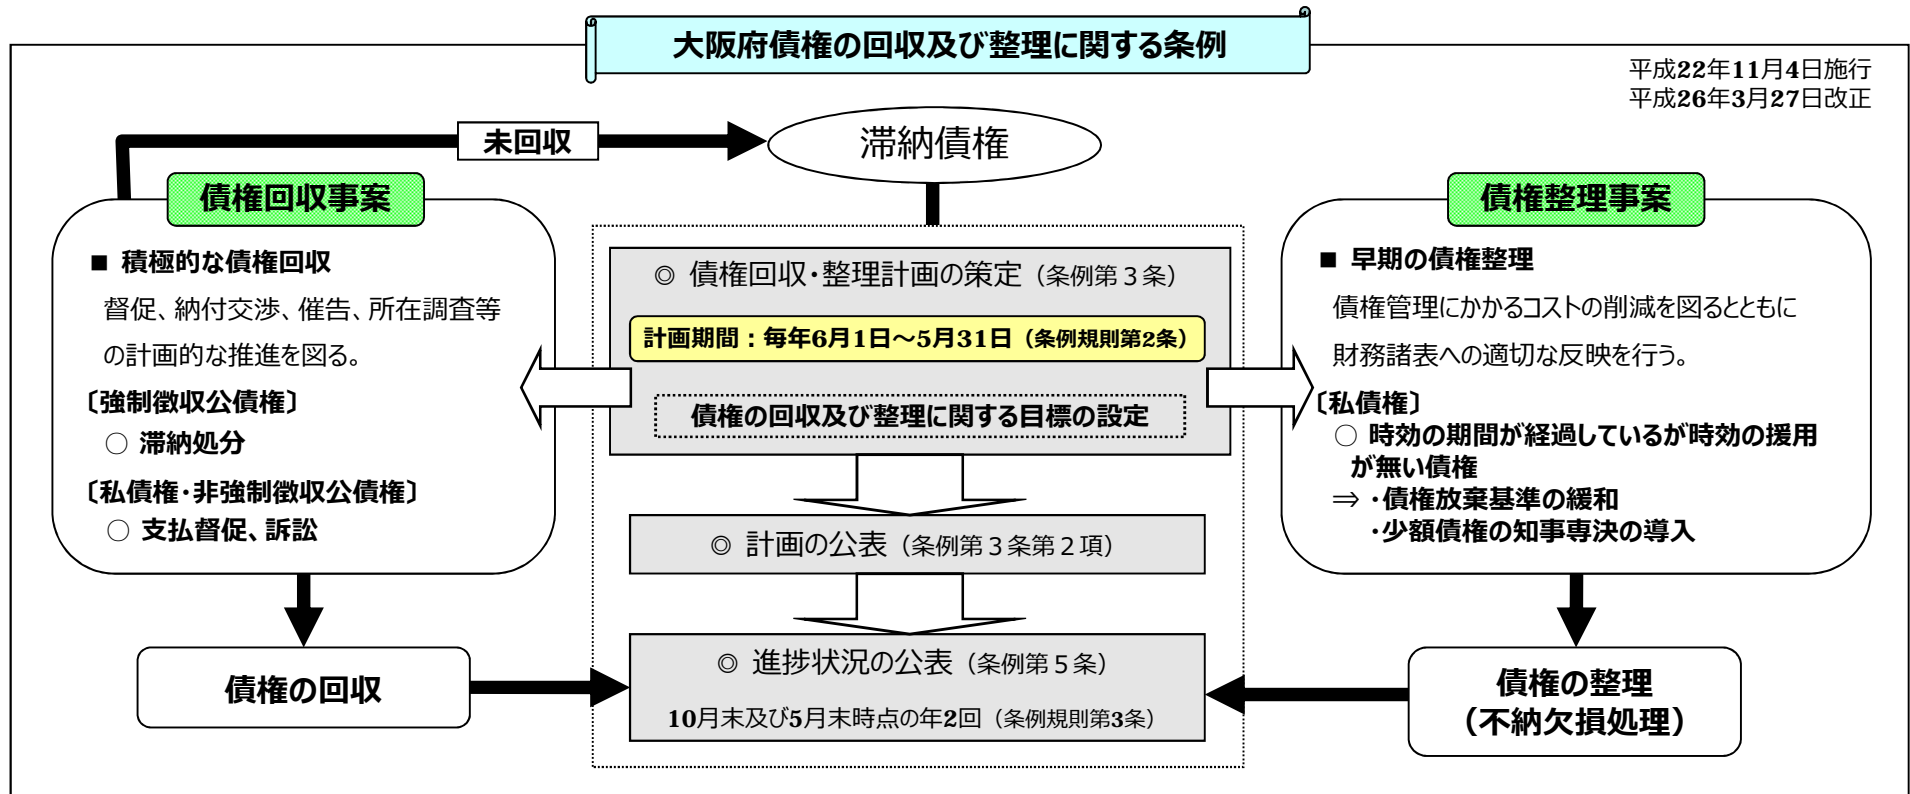 大阪府債権の回収及び整理に関する条例
平成22年11月4日施行
平成26年3月27日改正
未回収
滞納債権
債権回収事案
■ 積極的な債権回収
督促、納付交渉、催告、所在調査等
の計画的な推進を図る。
〔強制徴収公債権〕
○ 滞納処分
〔私債権・非強制徴収公債権〕
○ 支払督促、訴訟
債権の回収
◎ 債権回収・整理計画の策定（条例第３条）
計画期間：毎年6月1日～5月31日（条例規則第2条）
債権の回収及び整理に関する目標の設定
◎ 計画の公表（条例第３条第２項）
◎ 進捗状況の公表（条例第５条）
10月末及び5月末時点の年2回（条例規則第3条）
債権整理事案
■ 早期の債権整理
債権管理にかかるコストの削減を図るとともに
財務諸表への適切な反映を行う。
〔私債権〕
○ 時効の期間が経過しているが時効の援用
が無い債権
⇒ ・債権放棄基準の緩和
・少額債権の知事専決の導入
債権の整理
（不納欠損処理）